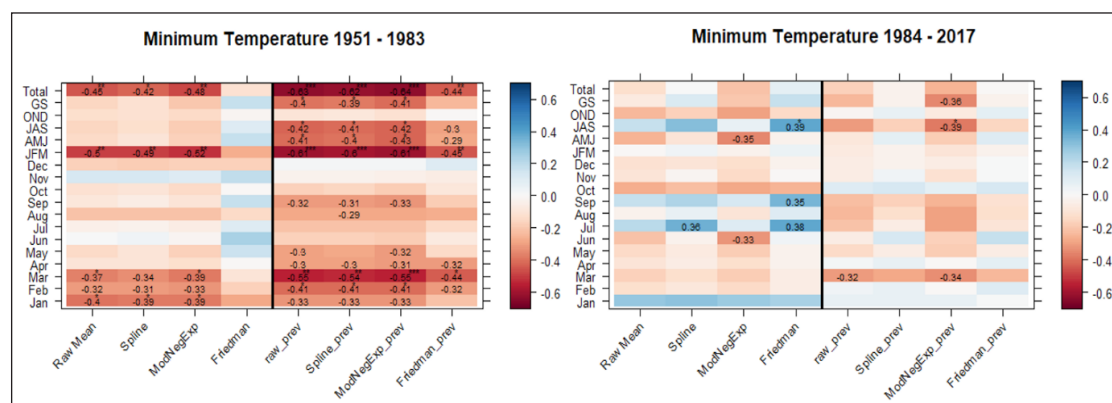 Minimum Temperature 1951 - 1983
Total -0.45** -0.42* -0.48** -0.63*** -0.62*** -0.64*** -0.44**
GS -0.4* -0.39* -0.41*
OND
JAS -0.42* -0.41* -0.42* -0.3
AMJ -0.41* -0.4* -0.43* -0.29
JFM -0.5** -0.49** -0.52** -0.61*** -0.6*** -0.61*** -0.45**
Dec
Nov
Oct
Sep -0.32 -0.31 -0.33
Aug -0.29
Jul
Jun
May -0.3 -0.32
Apr -0.3 -0.3 -0.31 -0.32
Mar -0.37* -0.34 -0.39* -0.55** -0.54** -0.55*** -0.44*
Feb -0.32 -0.31 -0.33 -0.41* -0.41* -0.41* -0.32
Jan -0.4* -0.39* -0.39* -0.33 -0.33 -0.33
Raw Mean Spline ModNegExp Friedman raw_prev Spline_prev ModNegExp_prev Friedman_prev
0.6
0.4
0.2
0.0
-0.2
-0.4
-0.6
Minimum Temperature 1984 - 2017
Total
GS -0.36
OND
JAS 0.39* -0.39*
AMJ -0.35
JFM
Dec
Nov
Oct
Sep 0.35
Aug
Jul 0.36 0.38
Jun -0.33
May
Apr
Mar -0.32 -0.34
Feb
Jan
Raw Mean Spline ModNegExp Friedman raw_prev Spline_prev ModNegExp_prev Friedman_prev
0.6
0.4
0.2
0.0
-0.2
-0.4
-0.6